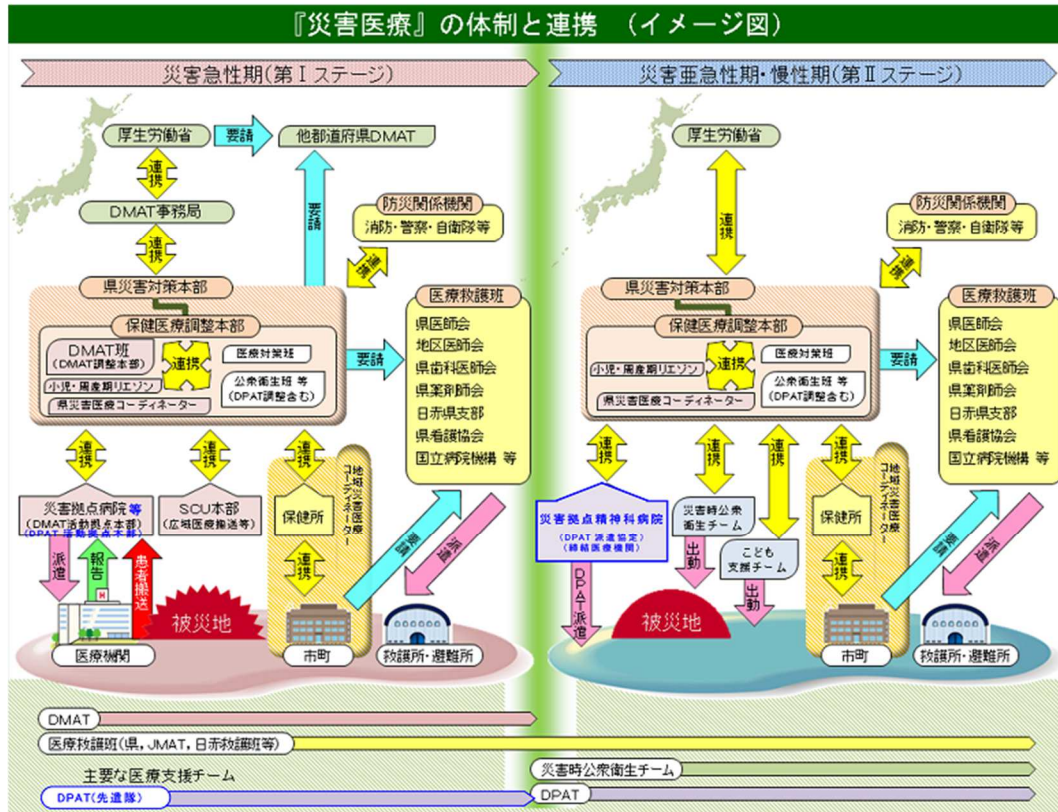 『災害医療』の体制と連携 （イメージ図）
災害急性期(第Ⅰステージ)
厚生労働省
要請
他都道府県DMAT
連携
DMAT事務局
連携
要請
防災関係機関
消防・警察・自衛隊等
連携
県災害対策本部
保健医療調整本部
DMAT班
(DMAT調整本部)
連携
医療対策班
小児・周産期リエゾン
公衆衛生班 等
(DPAT調整含む)
県災害医療コーディネーター
要請
医療救護班
県医師会
地区医師会
県歯科医師会
県薬剤師会
日赤県支部
県看護協会
国立病院機構 等
連携
連携
連携
災害拠点病院等
(DMAT活動拠点本部)
(DPAT 活動拠点本部)
SCU本部
(広域医療搬送等)
保健所
地域災害医療
コーディネーター
派遣
報告
患者搬送
連携
要請
派遣
H
被災地
医療機関
市町
救護所・避難所
災害亜急性期・慢性期(第Ⅱステージ)
厚生労働省
連携
防災関係機関
消防・警察・自衛隊等
連携
県災害対策本部
保健医療調整本部
連携
医療対策班
小児・周産期リエゾン
公衆衛生班 等
(DPAT調整含む)
県災害医療コーディネーター
要請
医療救護班
県医師会
地区医師会
県歯科医師会
県薬剤師会
日赤県支部
県看護協会
国立病院機構 等
連携
連携
連携
連携
災害拠点精神科病院
(DPAT 派遣協定)
(締結医療機関)
災害時公衆
衛生チーム
こども
支援チーム
保健所
地域災害医療
コーディネーター
DPAT派遣
出動
出動
連携
要請
派遣
被災地
市町
救護所・避難所
DMAT
医療救護班(県，JMAT，日赤救護班等)
主要な医療支援チーム
災害時公衆衛生チーム
DPAT(先遣隊)
DPAT